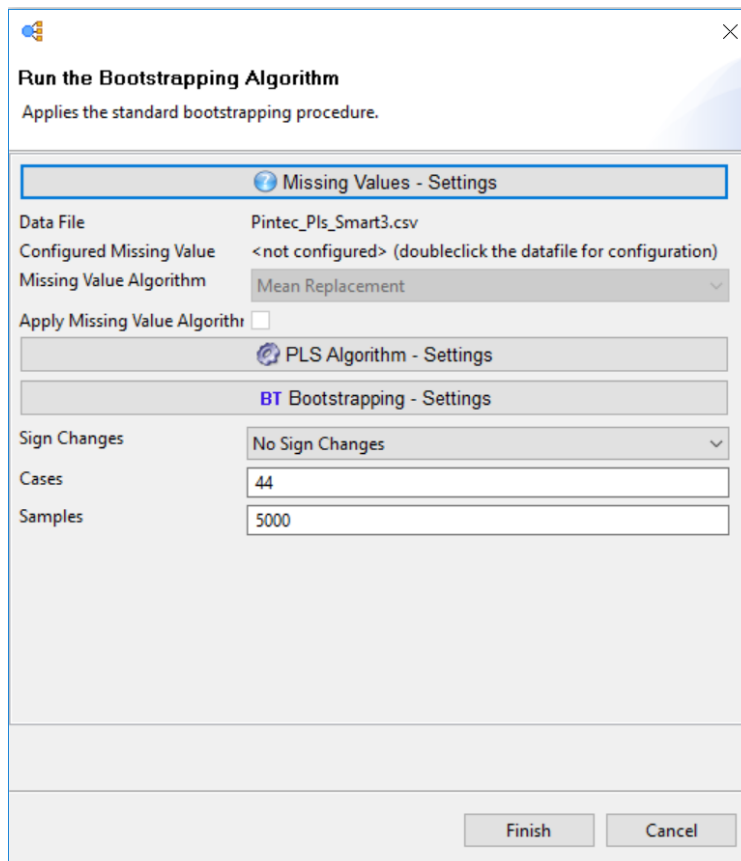 Run the Bootstrapping Algorithm
Applies the standard bootstrapping procedure.
Missing Values - Settings
Data File Pintec_Pls_Smart3.csv
Configured Missing Value <not configured> (doubleclick the datafile for configuration)
Missing Value Algorithm Mean Replacement
Apply Missing Value Algorithr
PLS Algorithm - Settings
BT Bootstrapping - Settings
Sign Changes No Sign Changes
Cases 44
Samples 5000
Finish Cancel